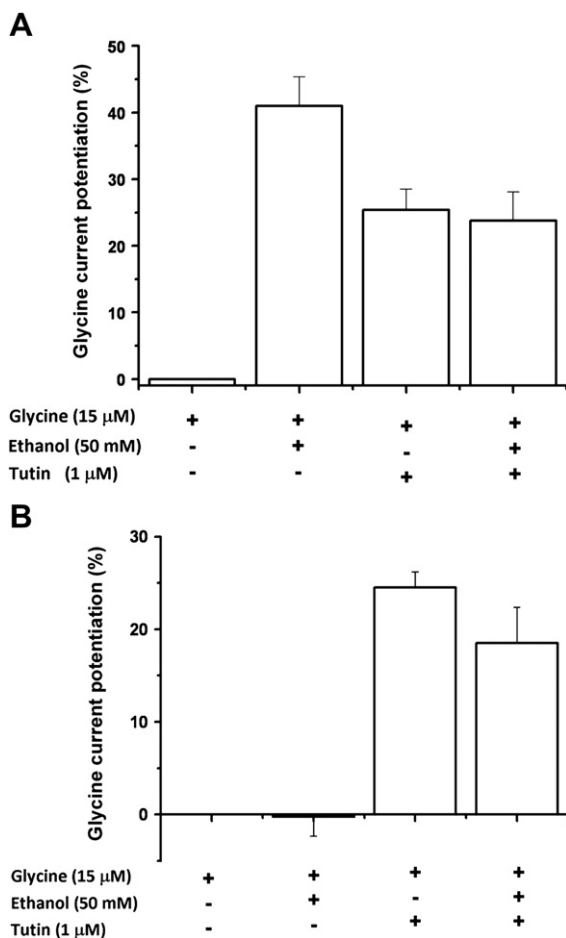 A
Glycine current potentiation (%)
50
40
30
20
10
0
Glycine (15 μM) + + + +
Ethanol (50 mM) - + - +
Tutin (1 μM) - - + +
B
Glycine current potentiation (%)
30
20
10
0
Glycine (15 μM) + + + +
Ethanol (50 mM) - + - +
Tutin (1 μM) - - + +